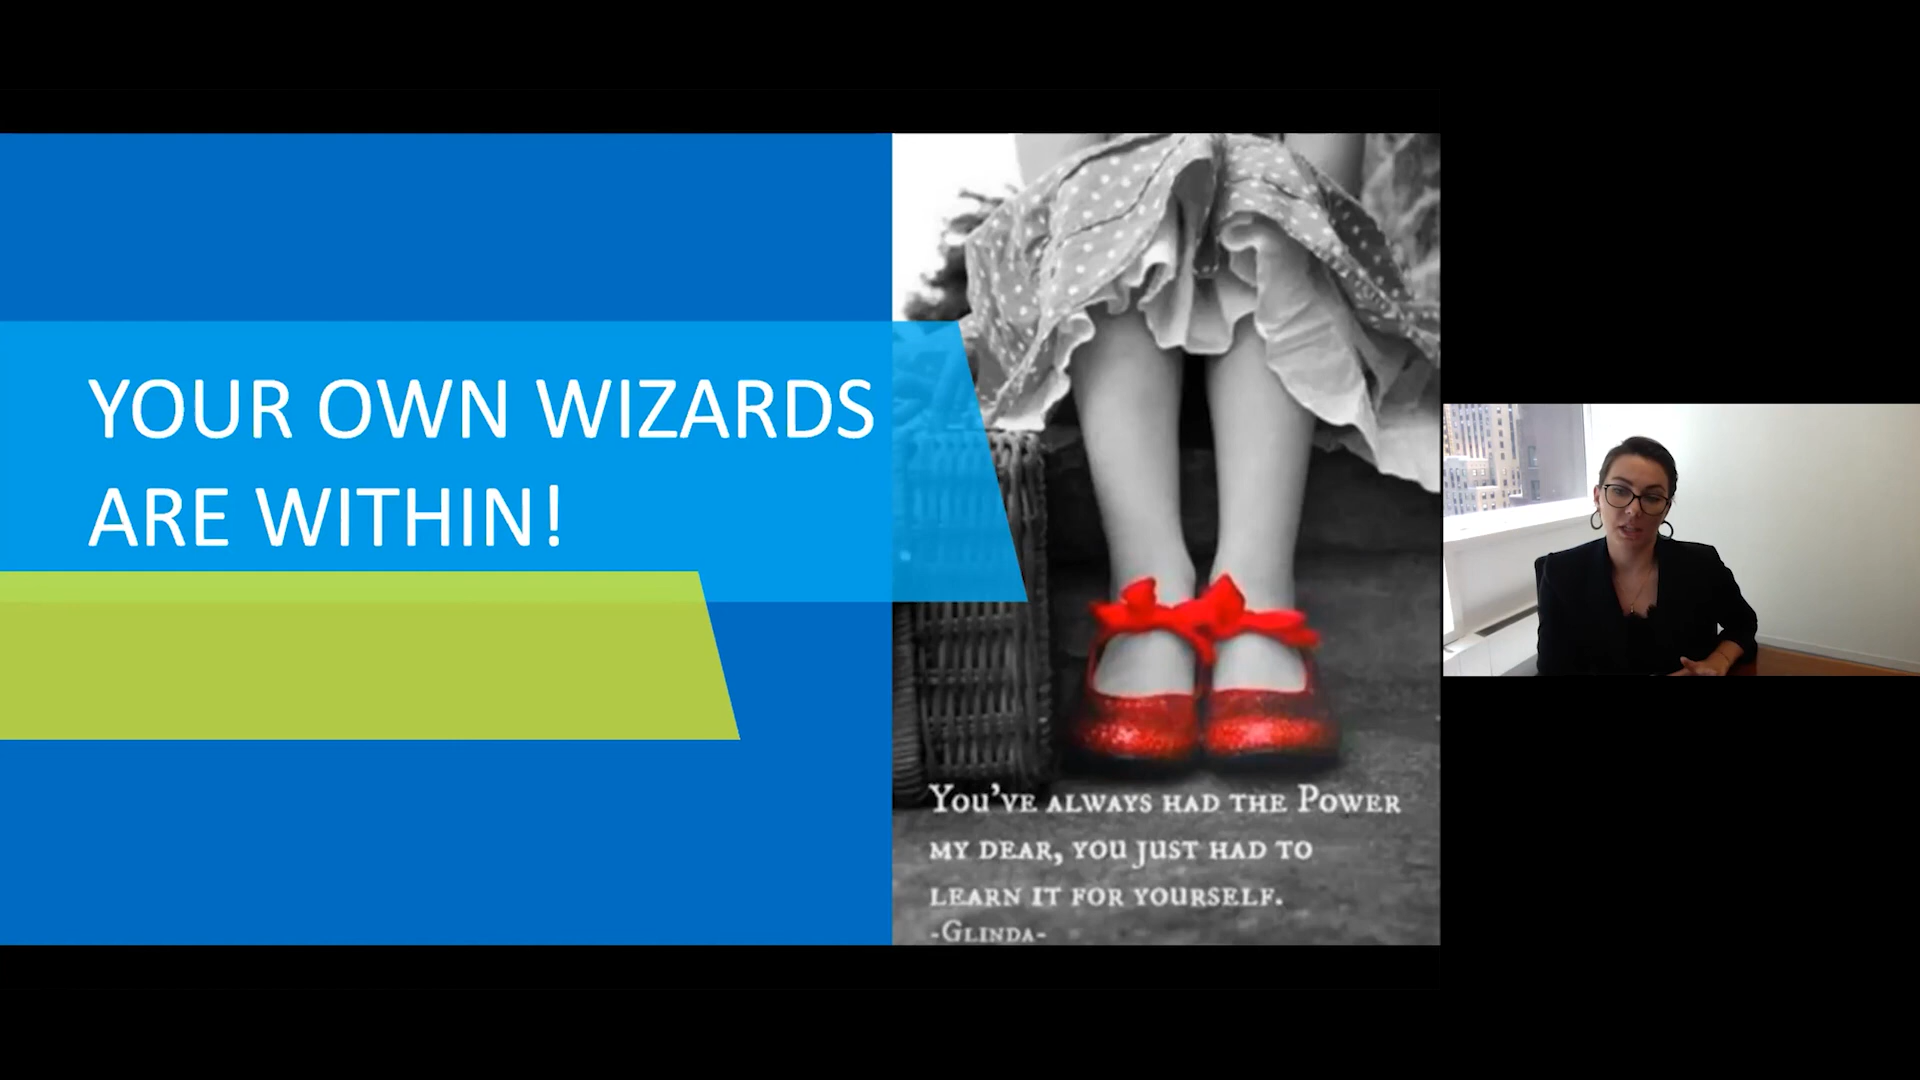 YOUR OWN WIZARDS
ARE WITHIN!
You've always had the Power
my dear, you just had to
learn it for yourself.
-Glinda-